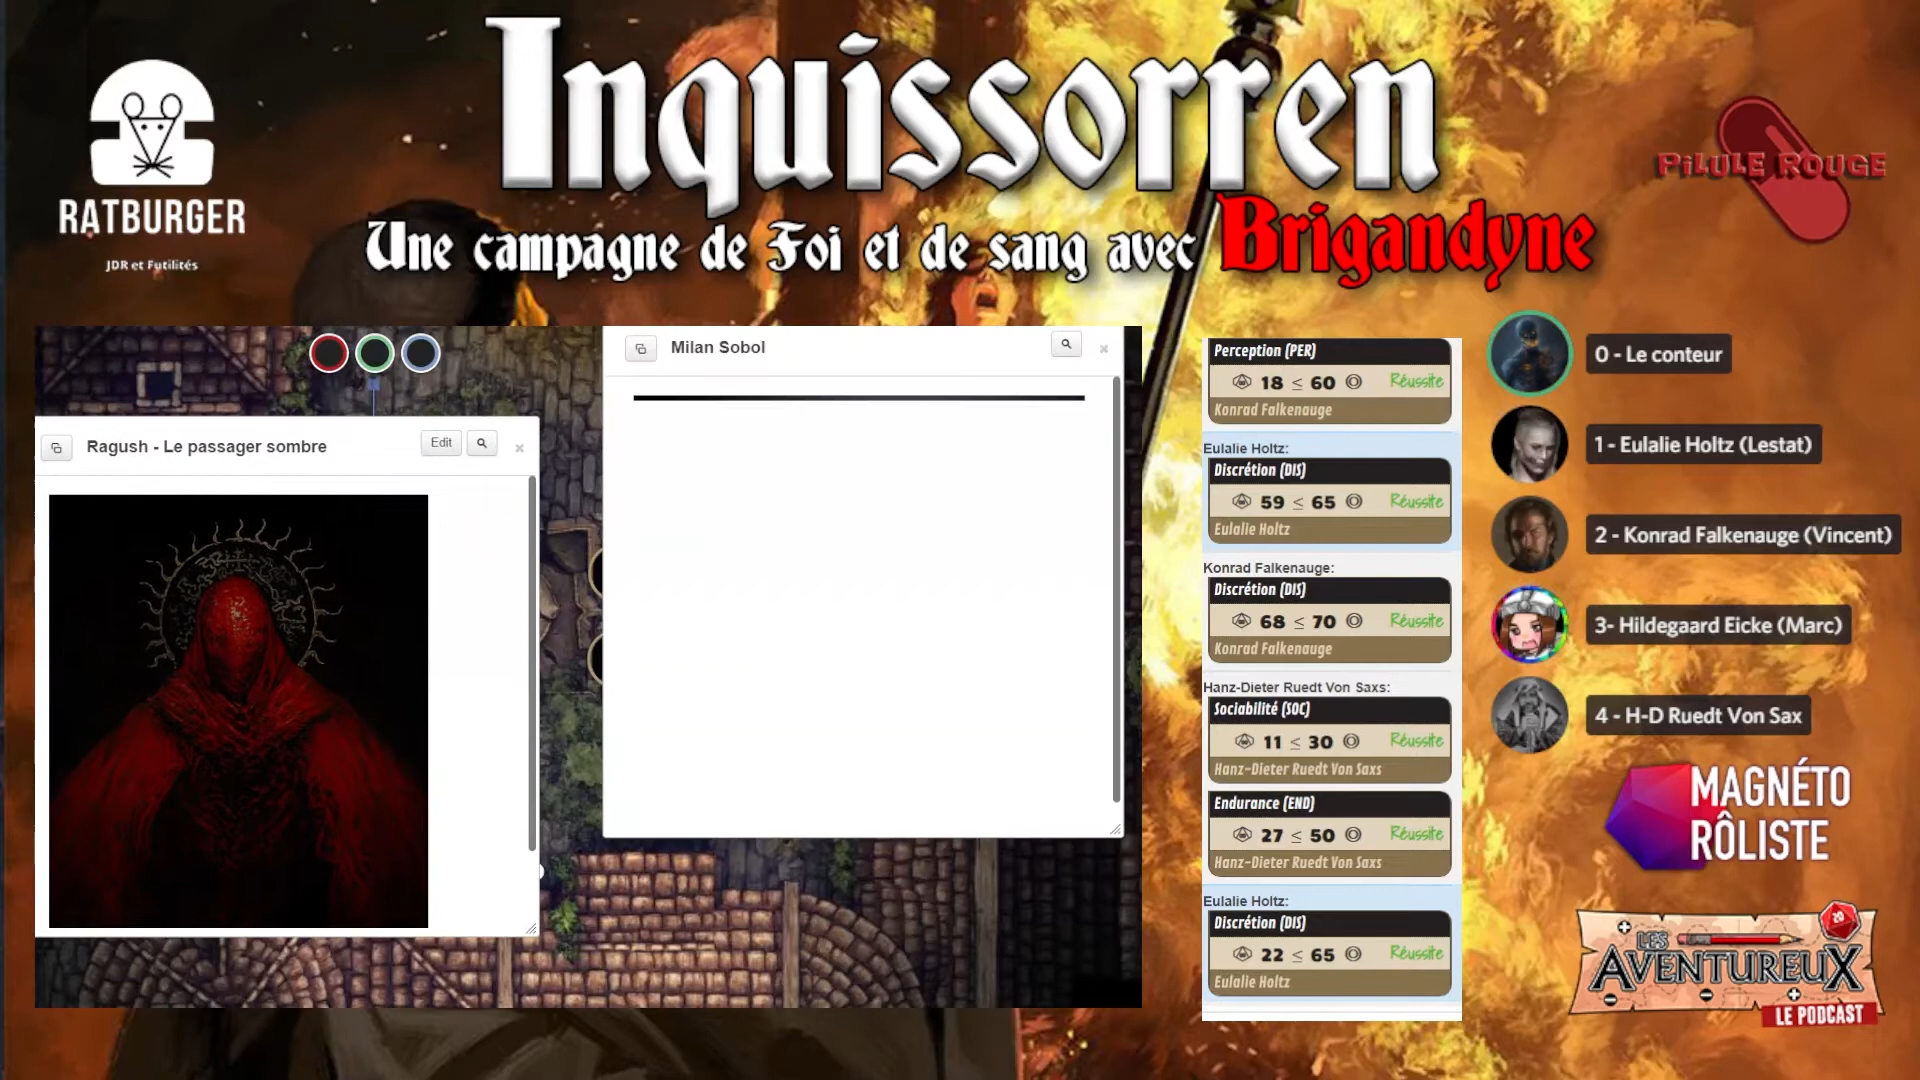 Inquissorren
Une campagne de Foi et de sang avec Brigandyne
RATBURGER
JDR et Futilités
PiLULE ROUGE
Milan Sobol
Ragush - Le passager sombre
Edit
Perception (PER)
18 ≤ 60 Réussite
Konrad Falkenauge
Eulalie Holtz:
Discrétion (DIS)
59 ≤ 65 Réussite
Eulalie Holtz
Konrad Falkenauge:
Discrétion (DIS)
68 ≤ 70 Réussite
Konrad Falkenauge
Hanz-Dieter Ruedt Von Saxs:
Sociabilité (SOC)
11 ≤ 30 Réussite
Hanz-Dieter Ruedt Von Saxs
Endurance (END)
27 ≤ 50 Réussite
Hanz-Dieter Ruedt Von Saxs
Eulalie Holtz:
Discrétion (DIS)
22 ≤ 65 Réussite
Eulalie Holtz
0 - Le conteur
1 - Eulalie Holtz (Lestat)
2 - Konrad Falkenauge (Vincent)
3- Hildegaard Eicke (Marc)
4 - H-D Ruedt Von Sax
MAGNÉTO
RÔLISTE
20
LES
AVENTUREUX
LE PODCAST